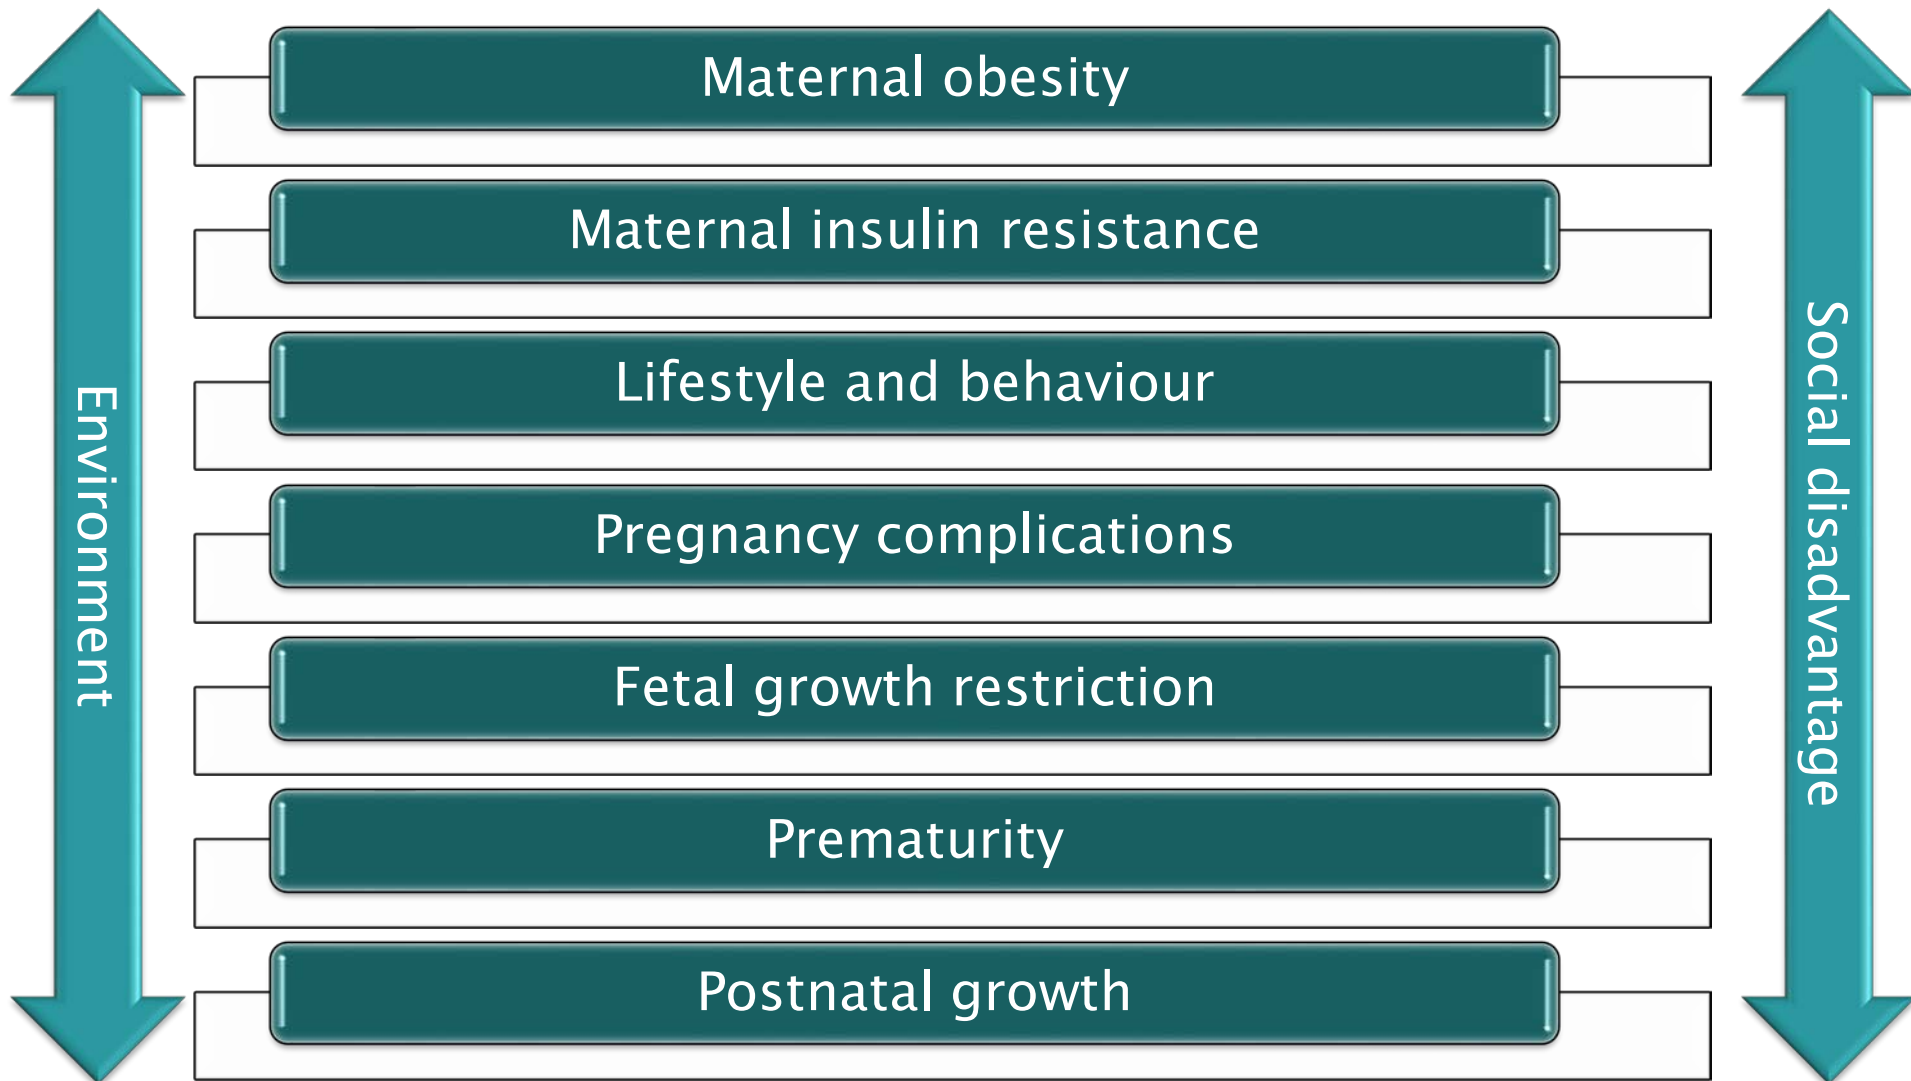 Maternal obesity
Maternal insulin resistance
Lifestyle and behaviour
Pregnancy complications
Fetal growth restriction
Prematurity
Postnatal growth
Environment
Social disadvantage